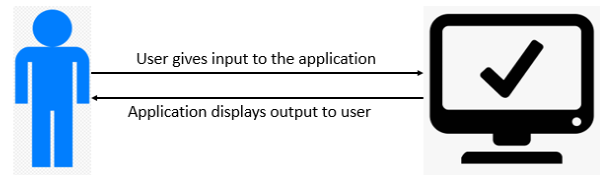 User gives input to the application
Application displays output to user